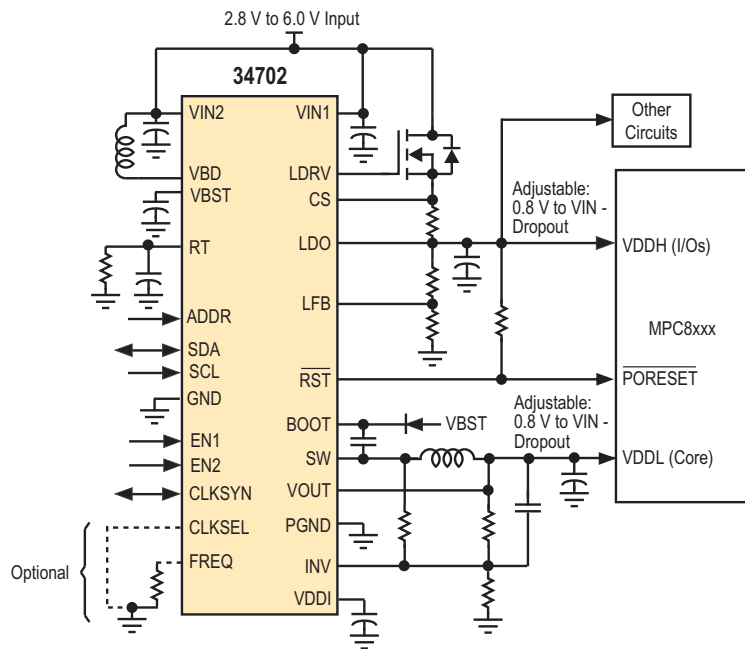 2.8 V to 6.0 V Input
34702
VIN2
VIN1
Other
Circuits
VBD
LDRV
VBST
CS
Adjustable:
0.8 V to VIN -
Dropout
RT
LDO
VDDH (I/Os)
LFB
ADDR
MPC8xxx
SDA
SCL
RST
PORESET
GND
BOOT
VBST
Adjustable:
0.8 V to VIN -
Dropout
EN1
SW
VDDL (Core)
EN2
VOUT
CLKSYN
CLKSEL
PGND
Optional
FREQ
INV
VDDI